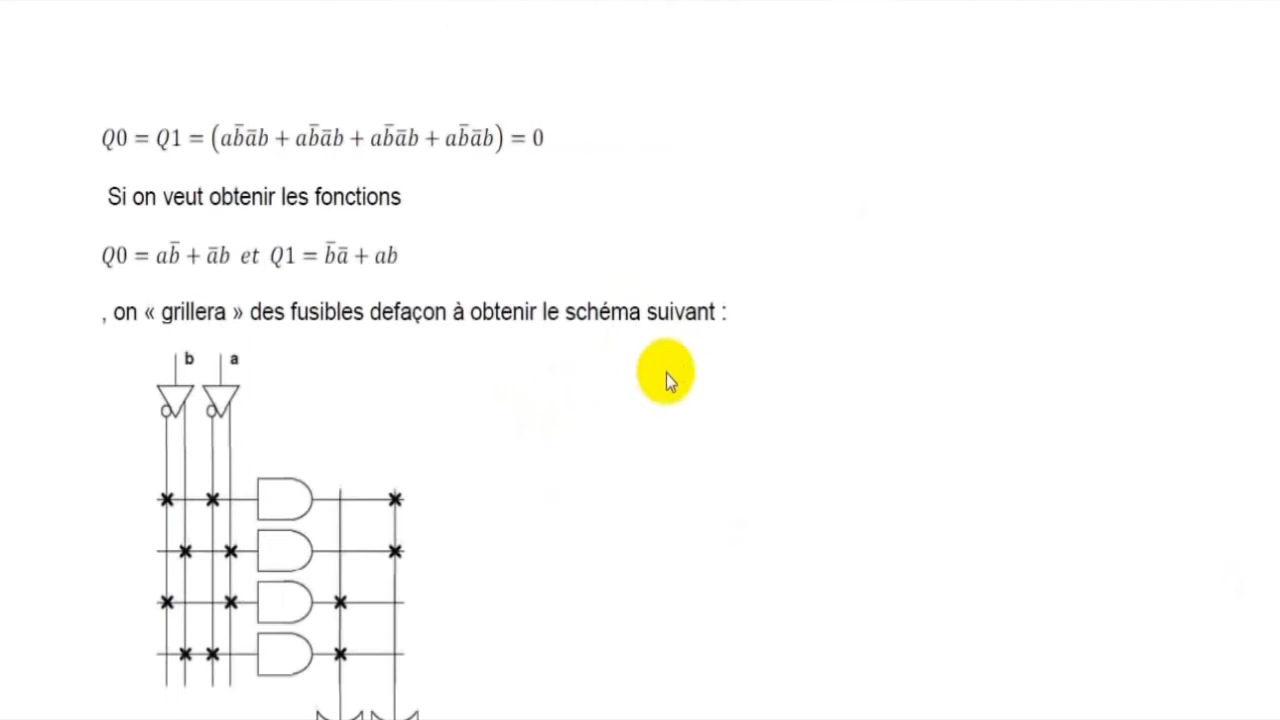 Q0 = Q1 = (ab̄āb + ab̄āb + ab̄āb + ab̄āb) = 0
Si on veut obtenir les fonctions
Q0 = ab̄ + āb et Q1 = b̄ā + ab
, on « grillera » des fusibles defaçon à obtenir le schéma suivant :
b a